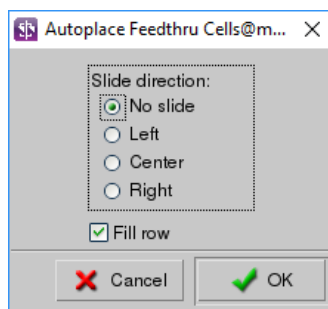 Autoplace Feedthru Cells@m...
Slide direction:
No slide
Left
Center
Right
Fill row
Cancel
OK